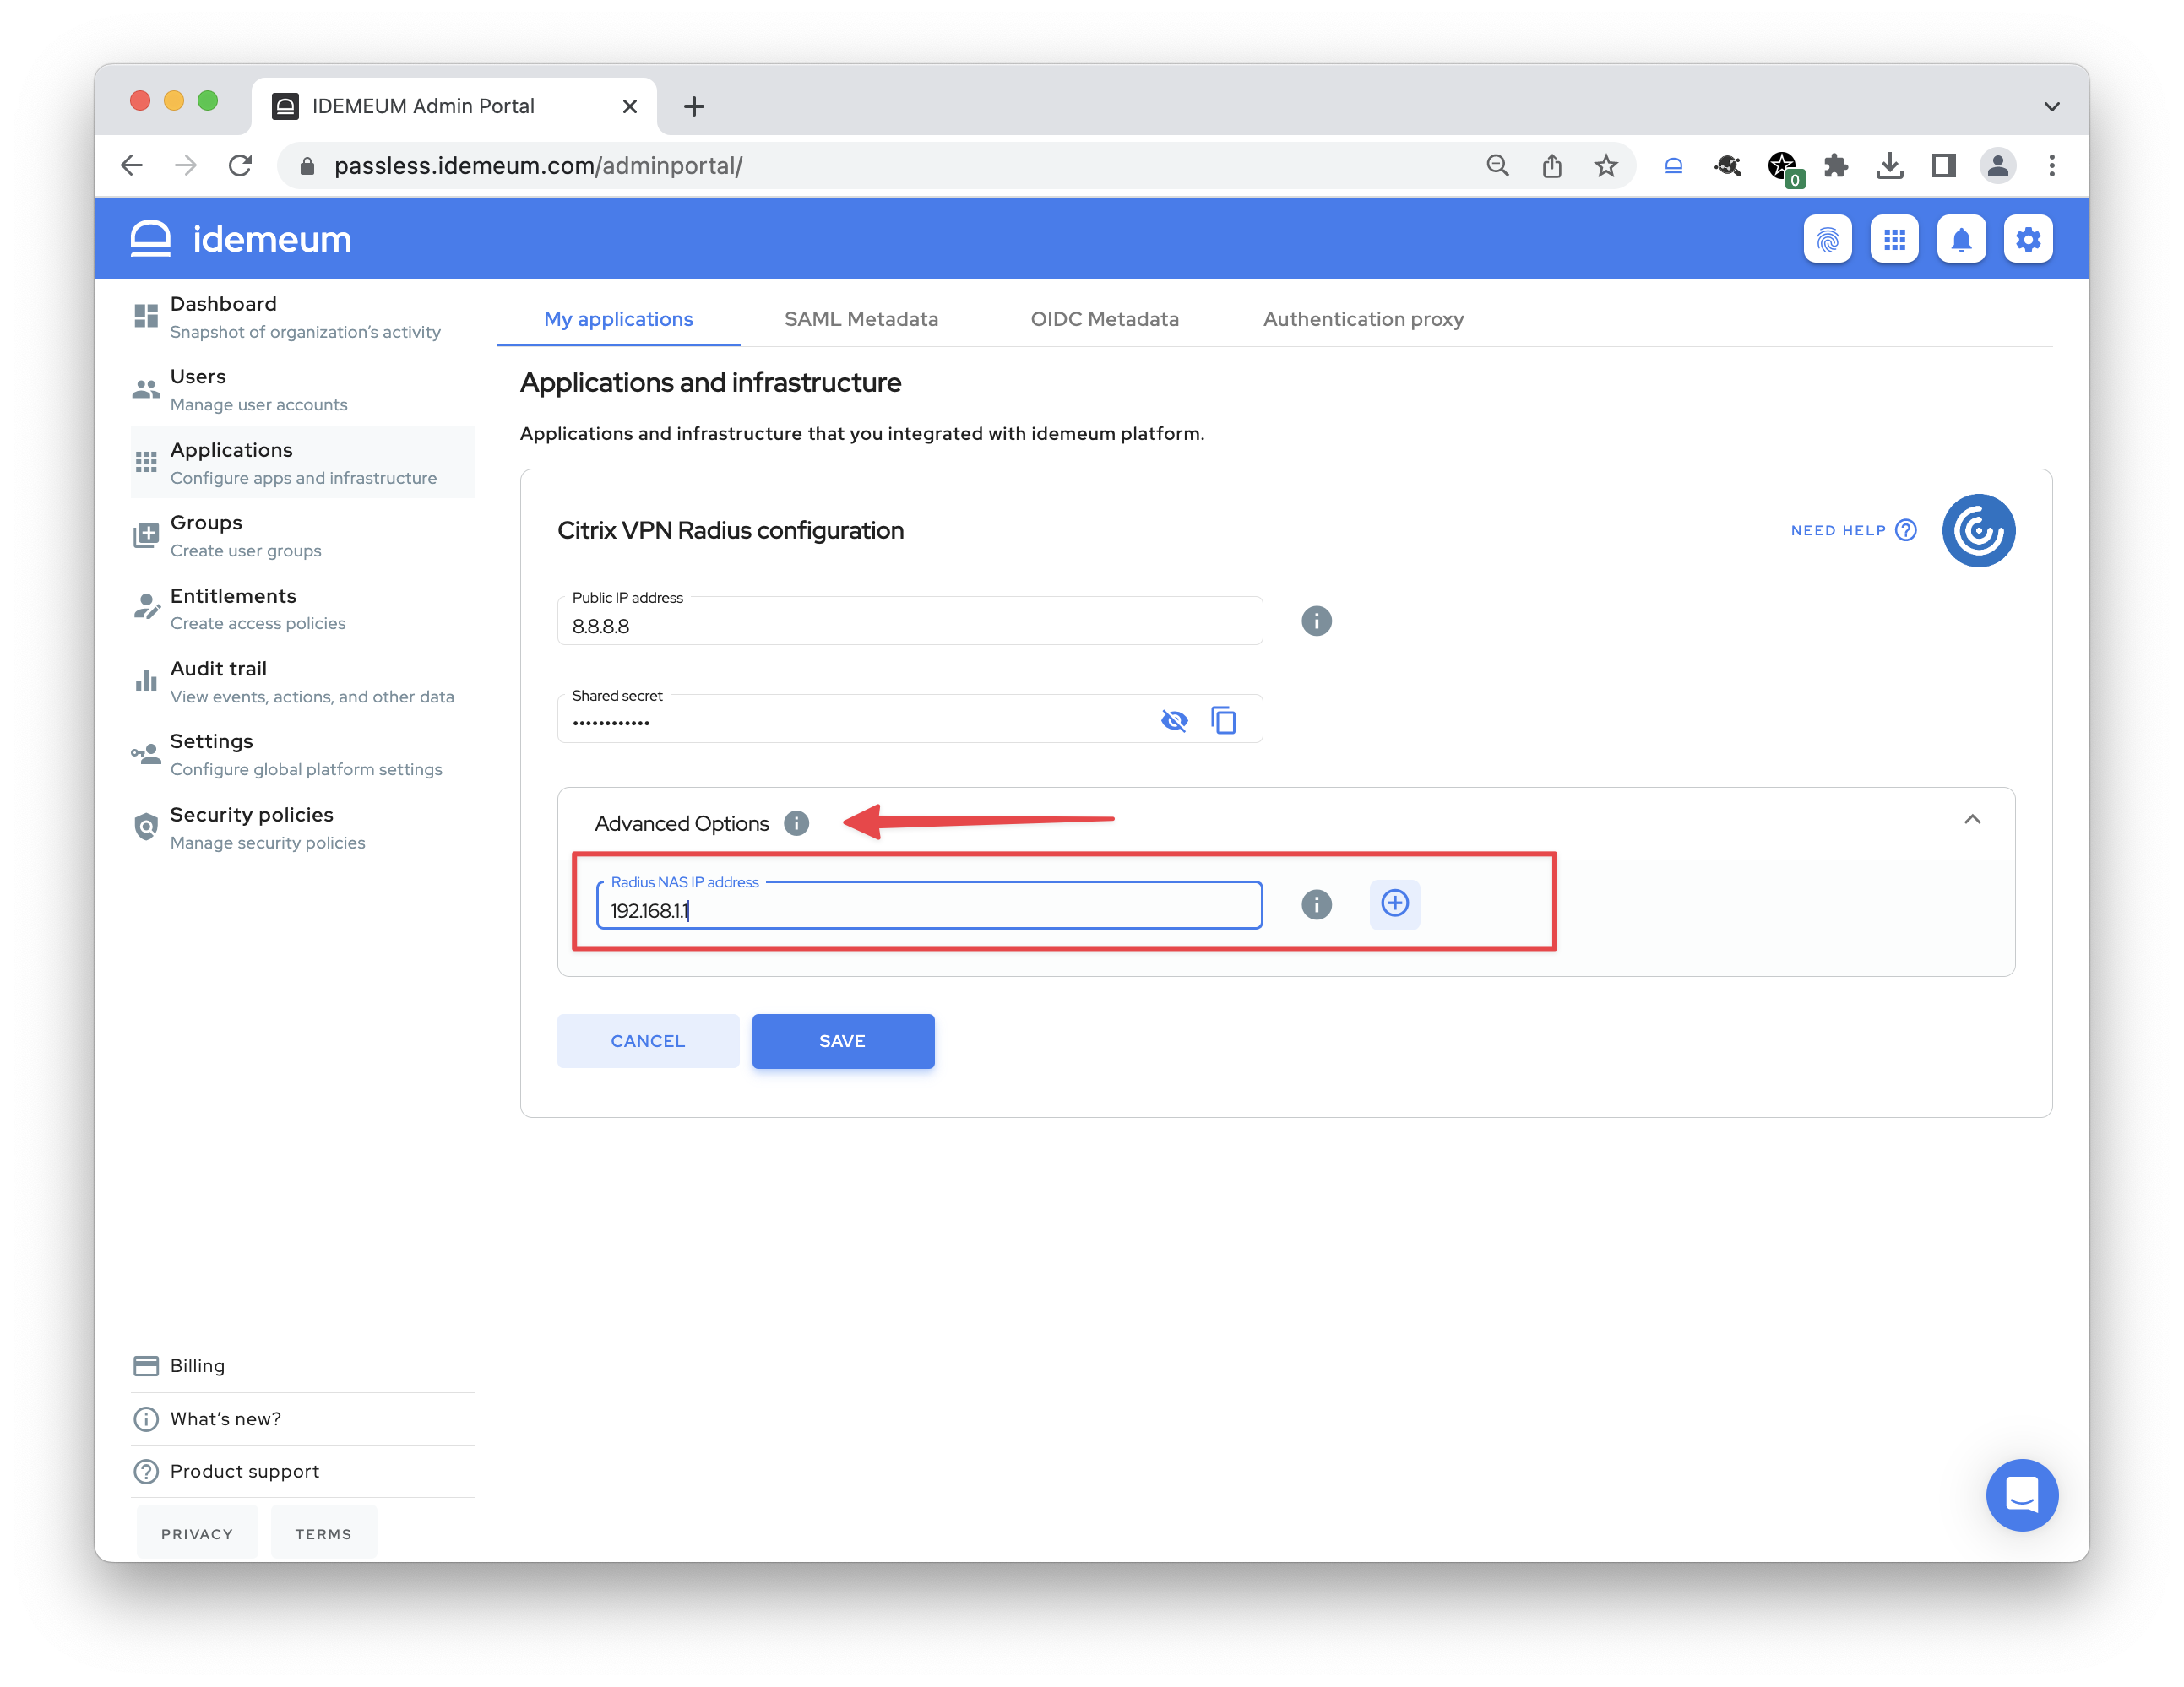 IDEMEUM Admin Portal
passless.idemeum.com/adminportal/
0
idemeum
Dashboard
Snapshot of organization's activity
Users
Manage user accounts
Applications
Configure apps and infrastructure
Groups
Create user groups
Entitlements
Create access policies
Audit trail
View events, actions, and other data
Settings
Configure global platform settings
Security policies
Manage security policies
Billing
What's new?
Product support
PRIVACY TERMS
My applications SAML Metadata OIDC Metadata Authentication proxy
Applications and infrastructure
Applications and infrastructure that you integrated with idemeum platform.
Citrix VPN Radius configuration
NEED HELP
Public IP address
8.8.8.8
Shared secret
••••••••••••
Advanced Options
Radius NAS IP address
192.168.1.1
CANCEL SAVE